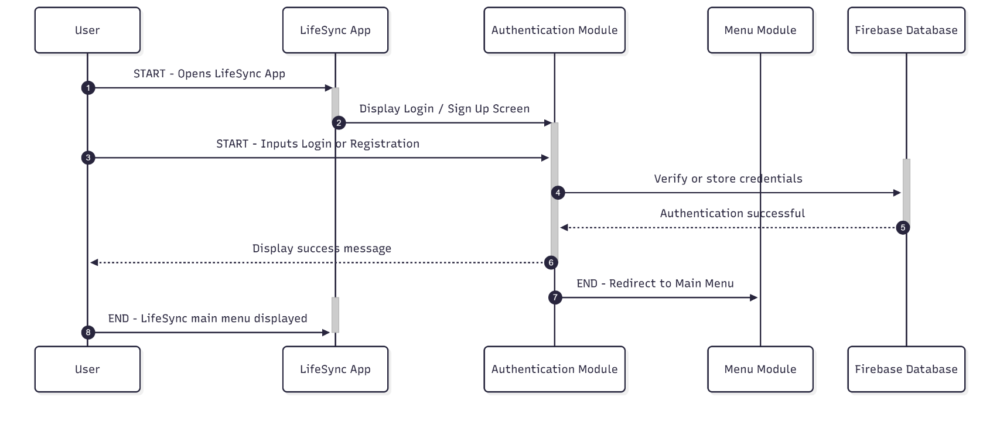 User
LifeSync App
Authentication Module
Menu Module
Firebase Database
START - Opens LifeSync App
1
Display Login / Sign Up Screen
2
START - Inputs Login or Registration
3
Verify or store credentials
4
Authentication successful
5
Display success message
6
END - Redirect to Main Menu
7
END - LifeSync main menu displayed
8
User
LifeSync App
Authentication Module
Menu Module
Firebase Database